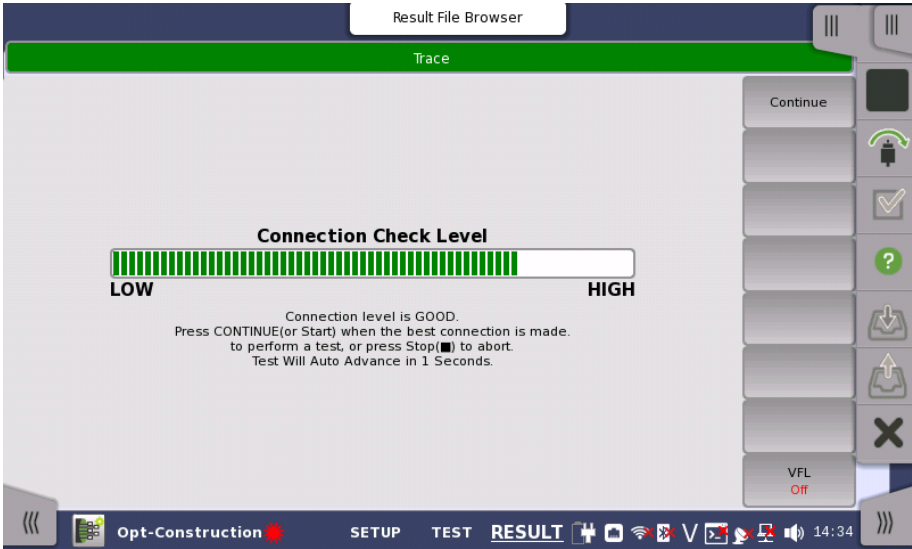 Result File Browser
Trace
Continue
Connection Check Level
LOW HIGH
Connection level is GOOD.
Press CONTINUE(or Start) when the best connection is made.
to perform a test, or press Stop(■) to abort.
Test Will Auto Advance in 1 Seconds.
VFL
Off
Opt-Construction SETUP TEST RESULT V 14:34